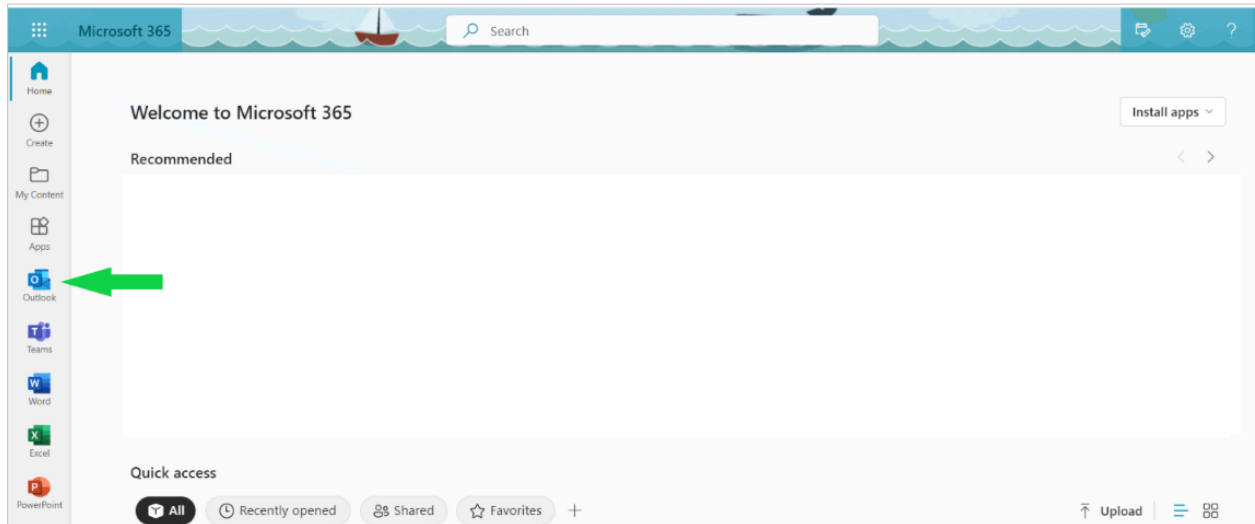 Microsoft 365
Search
Home
Create
My Content
Apps
Outlook
Teams
Word
Excel
PowerPoint
Welcome to Microsoft 365
Install apps
Recommended
Quick access
All
Recently opened
Shared
Favorites
Upload